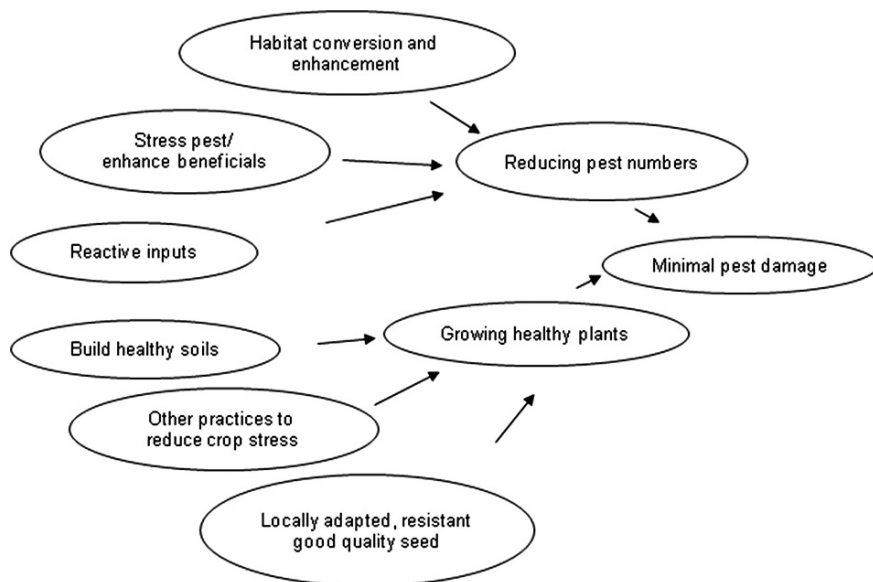 Habitat conversion and
enhancement
Stress pest/
enhance beneficials
Reducing pest numbers
Reactive inputs
Minimal pest damage
Growing healthy plants
Build healthy soils
Other practices to
reduce crop stress
Locally adapted, resistant
good quality seed